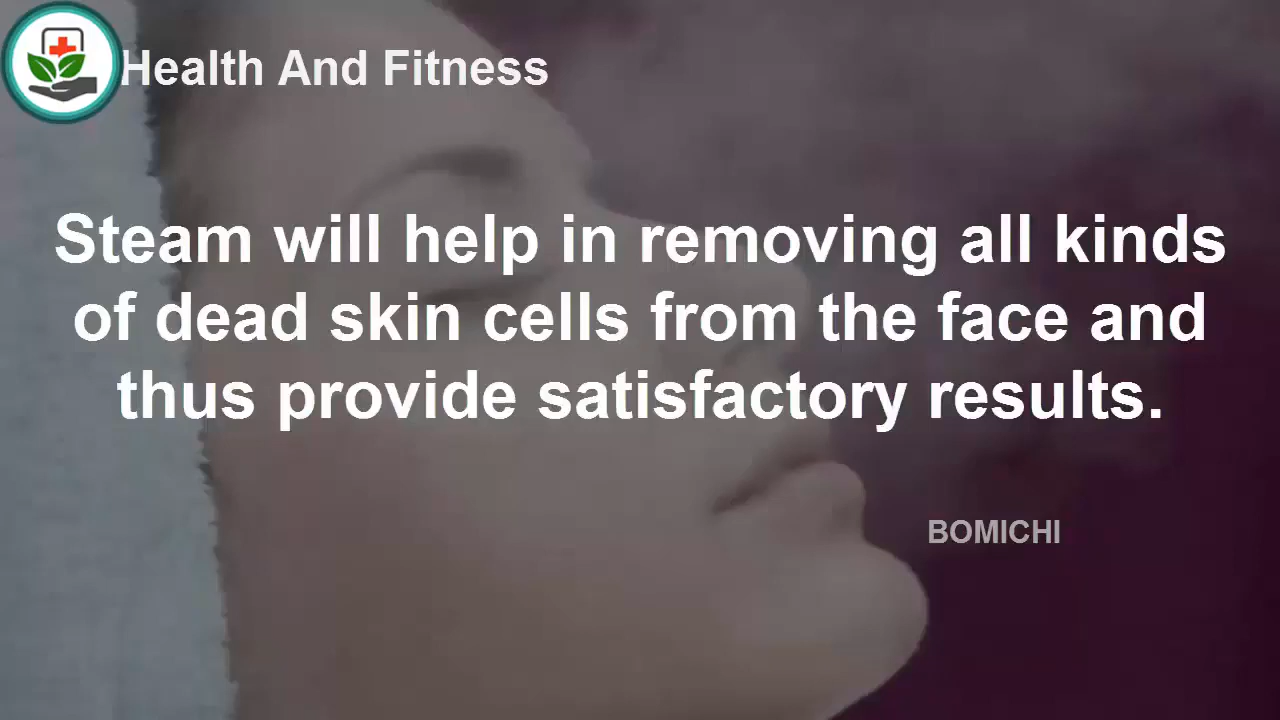 Health And Fitness
Steam will help in removing all kinds
of dead skin cells from the face and
thus provide satisfactory results.
BOMICHI